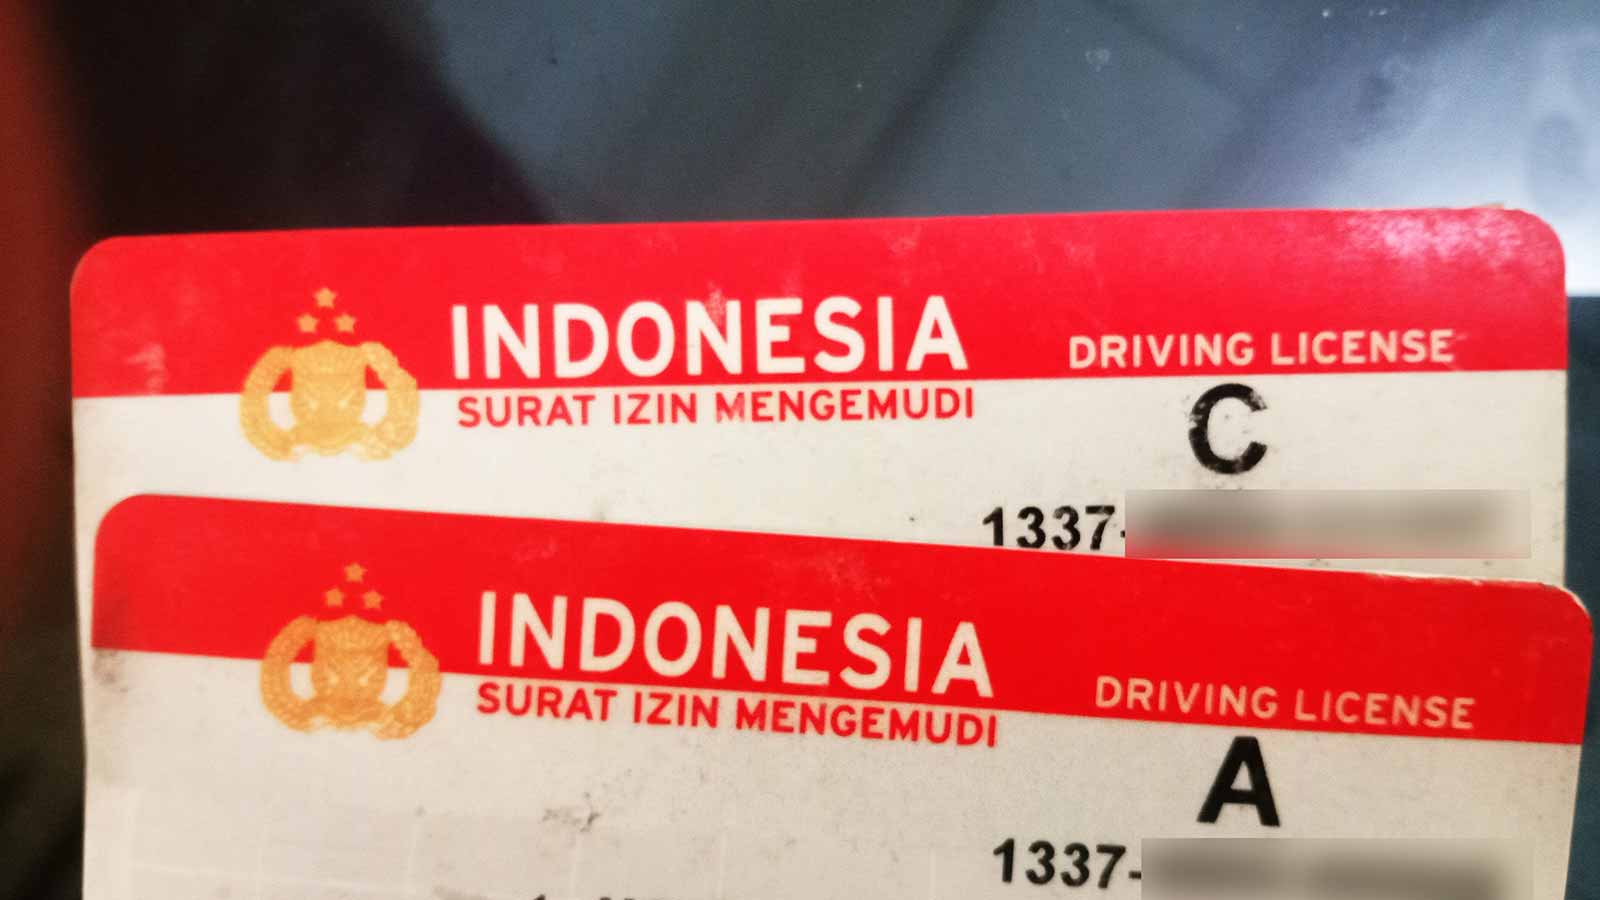 INDONESIA
SURAT IZIN MENGEMUDI
DRIVING LICENSE
C
1337-
INDONESIA
SURAT IZIN MENGEMUDI
DRIVING LICENSE
A
1337-